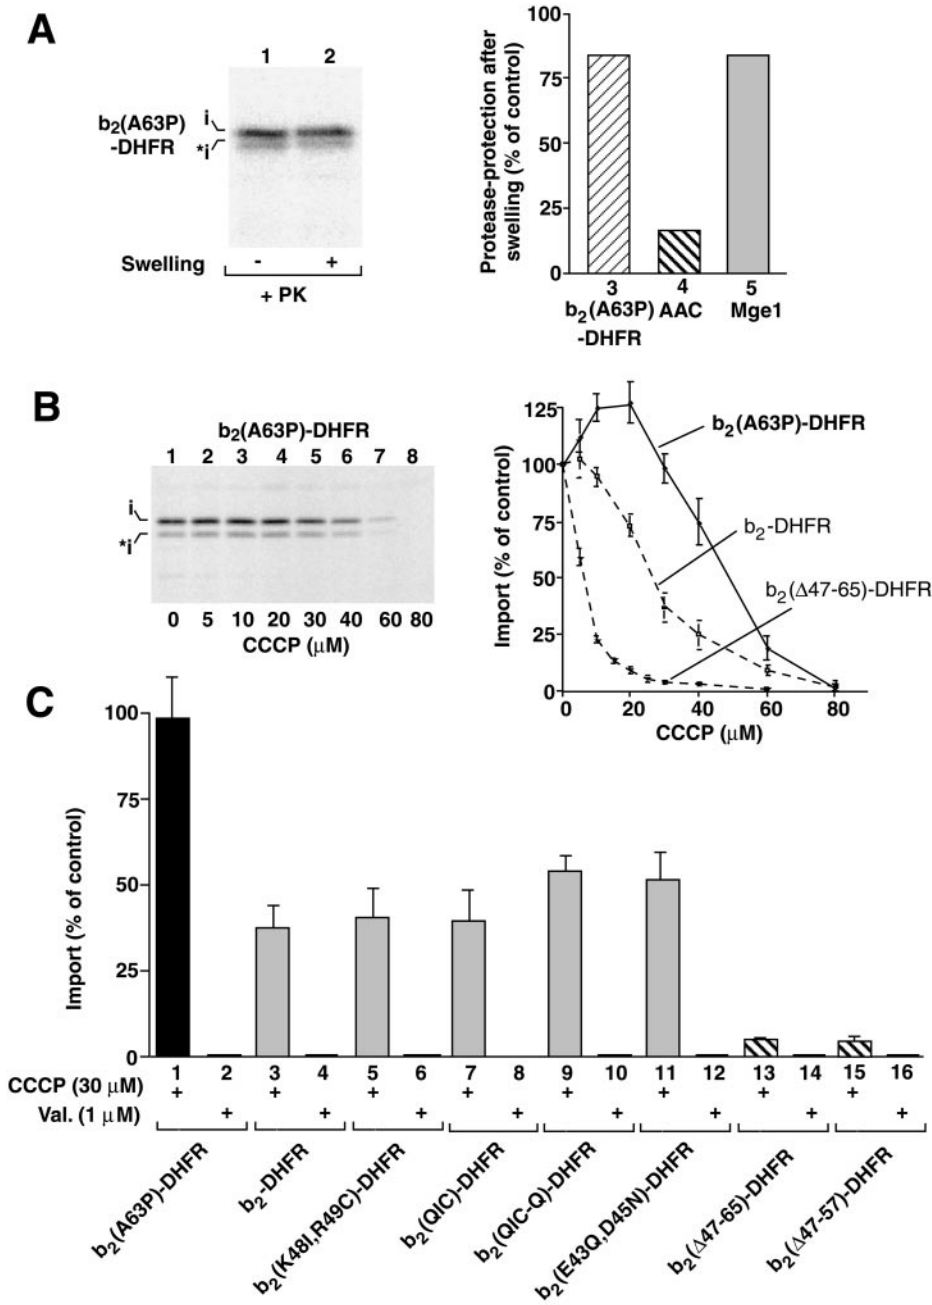 A
1 2
b2(A63P)
-DHFR
i
*i
Swelling - +
+ PK
Protease-protection after
swelling (% of control)
100
75
50
25
0
3 4 5
b2(A63P) AAC Mge1
-DHFR
B
b2(A63P)-DHFR
1 2 3 4 5 6 7 8
i
*i
0 5 10 20 30 40 60 80
CCCP (μM)
Import (% of control)
125
100
75
50
25
0
b2(A63P)-DHFR
b2-DHFR
b2(Δ47-65)-DHFR
0 20 40 60 80
CCCP (μM)
C
Import (% of control)
100
75
50
25
0
1 2 3 4 5 6 7 8 9 10 11 12 13 14 15 16
CCCP (30 μM) + + + + + + + +
Val. (1 μM) + + + + + + + +
b2(A63P)-DHFR
b2-DHFR
b2(K48I,R49C)-DHFR
b2(QIC)-DHFR
b2(QIC-Q)-DHFR
b2(E43Q,D45N)-DHFR
b2(Δ47-65)-DHFR
b2(Δ47-57)-DHFR